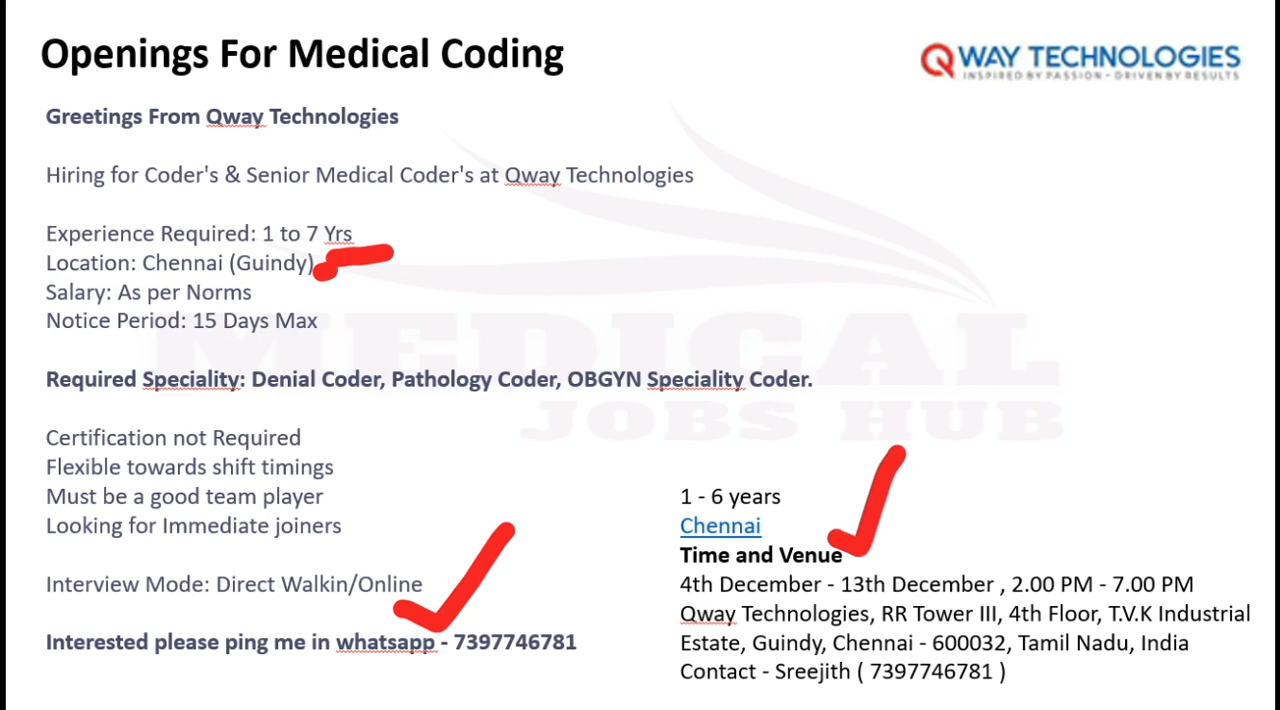 Openings For Medical Coding
QWAY TECHNOLOGIES
INSPIRED BY PASSION - DRIVEN BY RESULTS
Greetings From Qway Technologies
Hiring for Coder's & Senior Medical Coder's at Qway Technologies
Experience Required: 1 to 7 Yrs
Location: Chennai (Guindy)
Salary: As per Norms
Notice Period: 15 Days Max
MEDICAL
JOBS HUB
Required Speciality: Denial Coder, Pathology Coder, OBGYN Speciality Coder.
Certification not Required
Flexible towards shift timings
Must be a good team player
Looking for Immediate joiners
Interview Mode: Direct Walkin/Online
Interested please ping me in whatsapp - 7397746781
1 - 6 years
Chennai
Time and Venue
4th December - 13th December , 2.00 PM - 7.00 PM
Qway Technologies, RR Tower III, 4th Floor, T.V.K Industrial
Estate, Guindy, Chennai - 600032, Tamil Nadu, India
Contact - Sreejith ( 7397746781 )